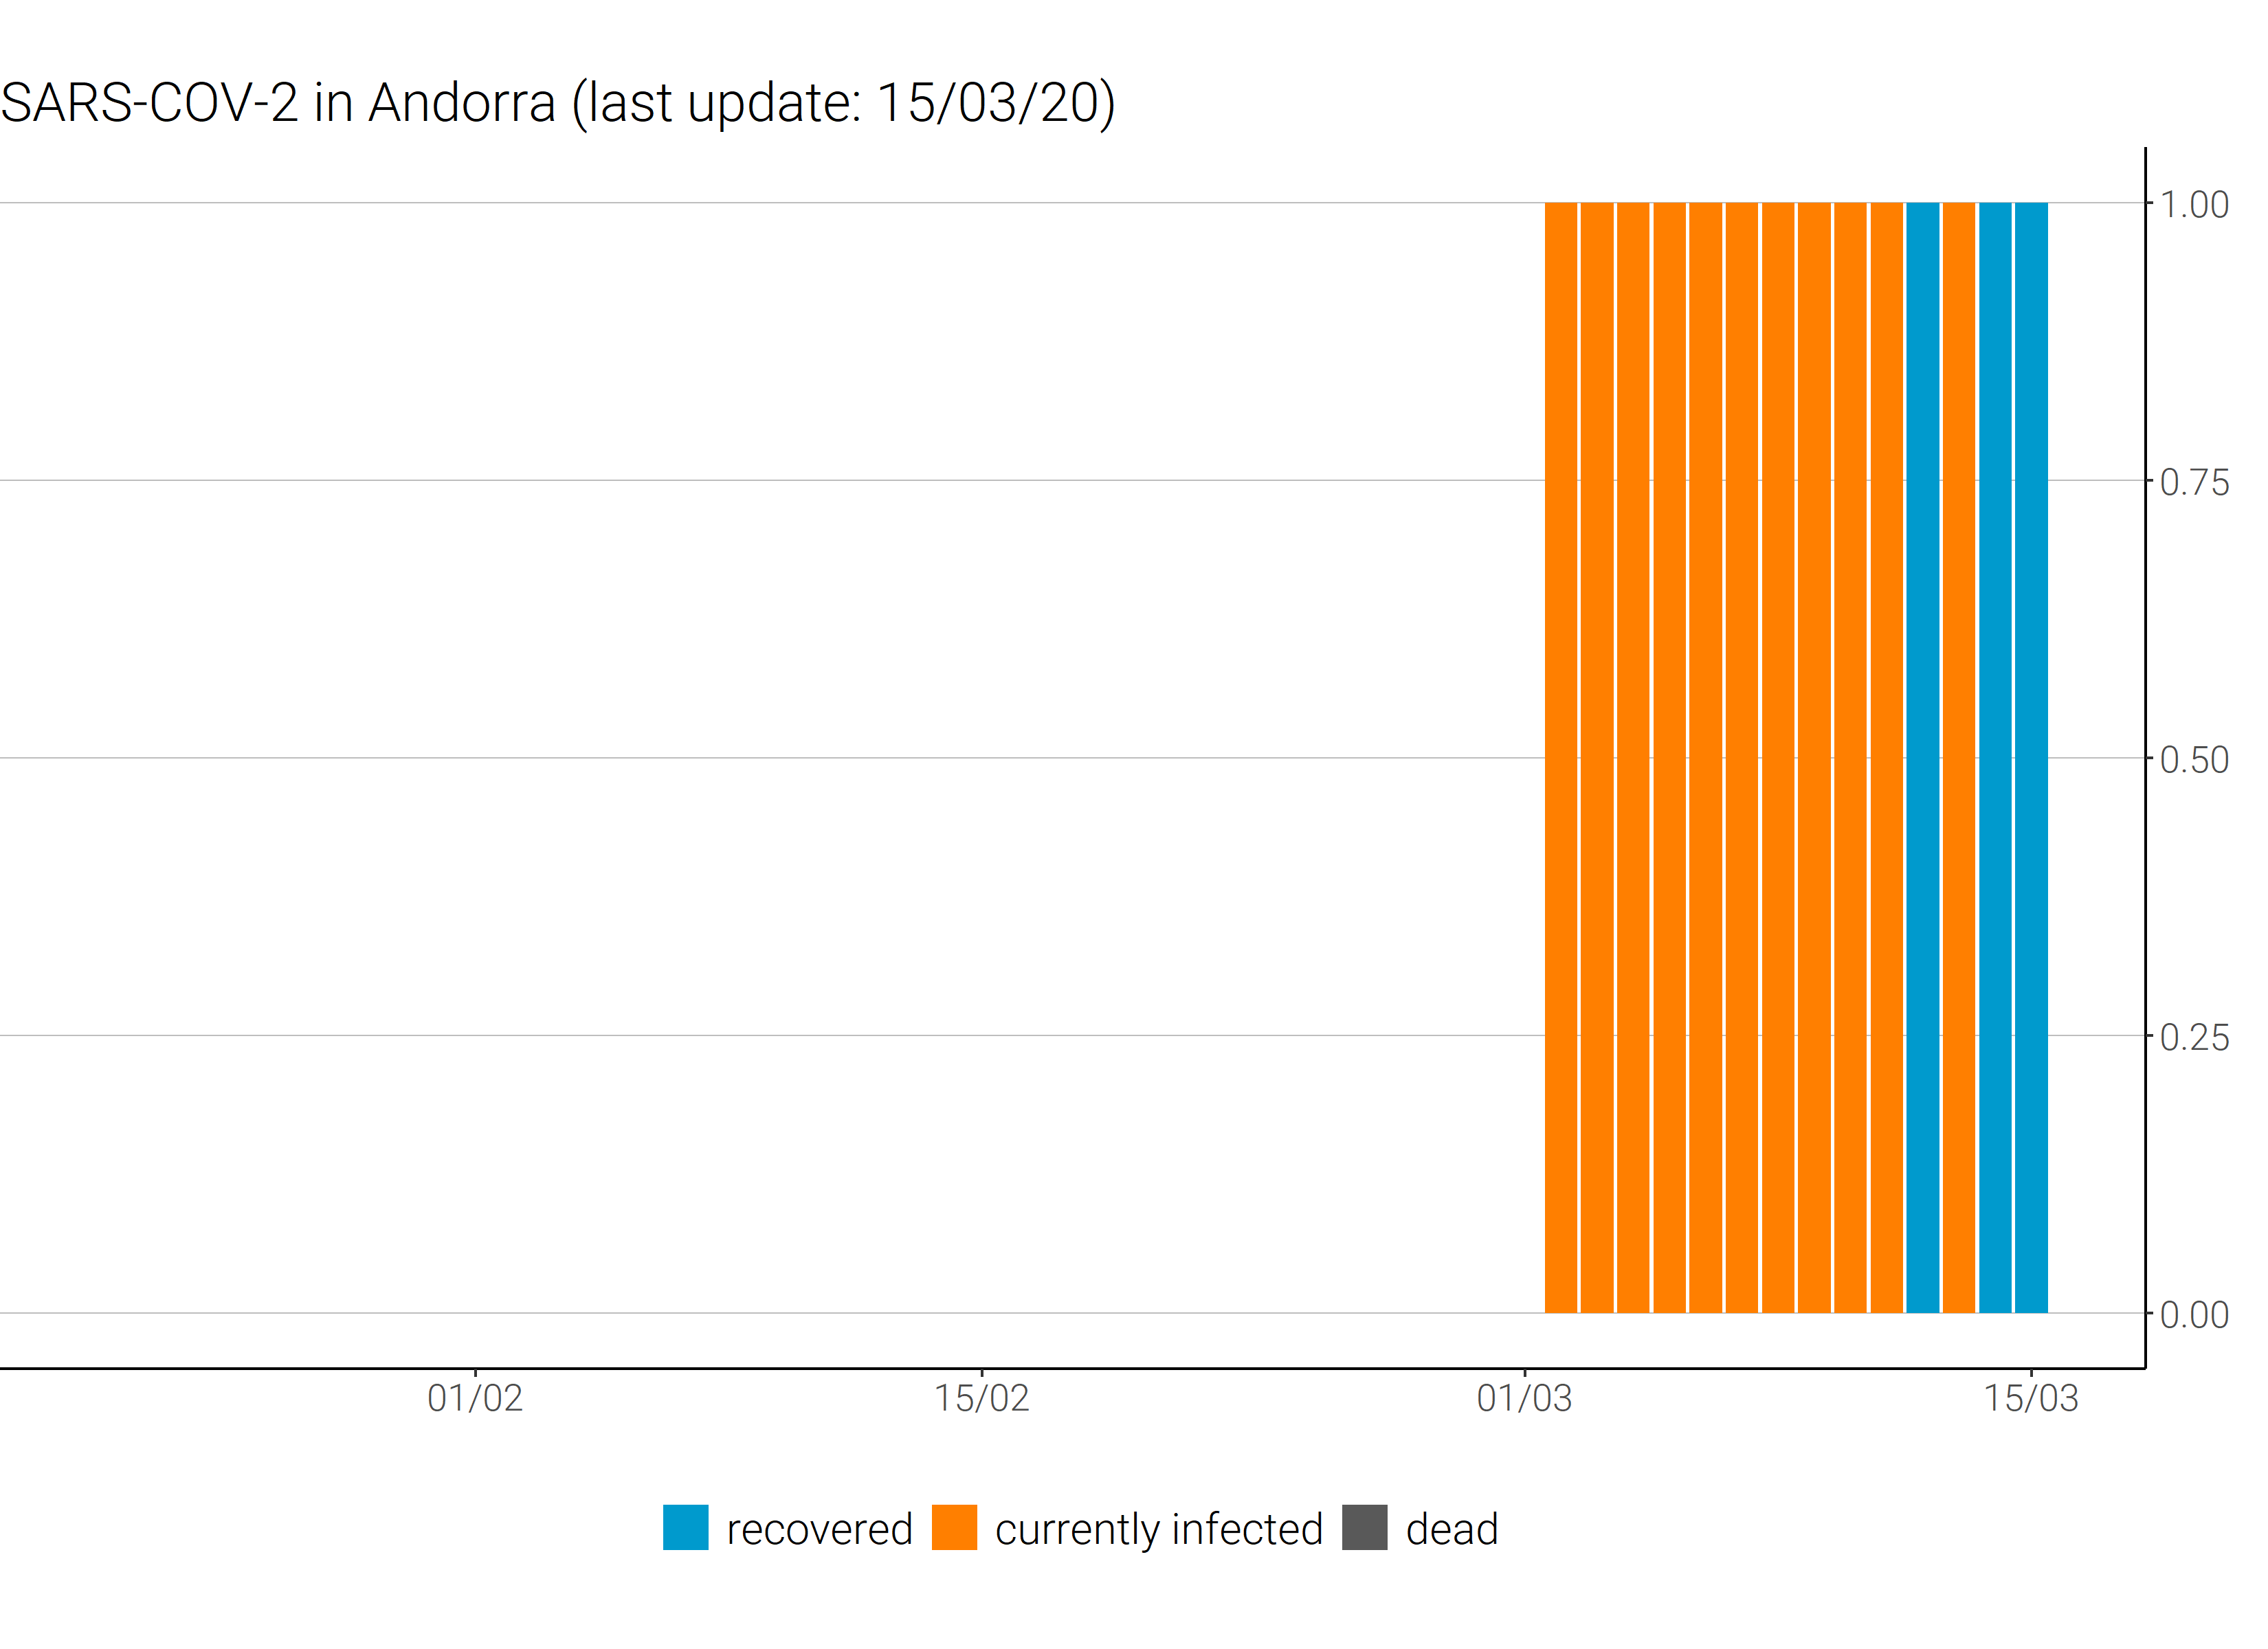 SARS-COV-2 in Andorra (last update: 15/03/20)
1.00
0.75
0.50
0.25
0.00
01/02 15/02 01/03 15/03
recovered currently infected dead